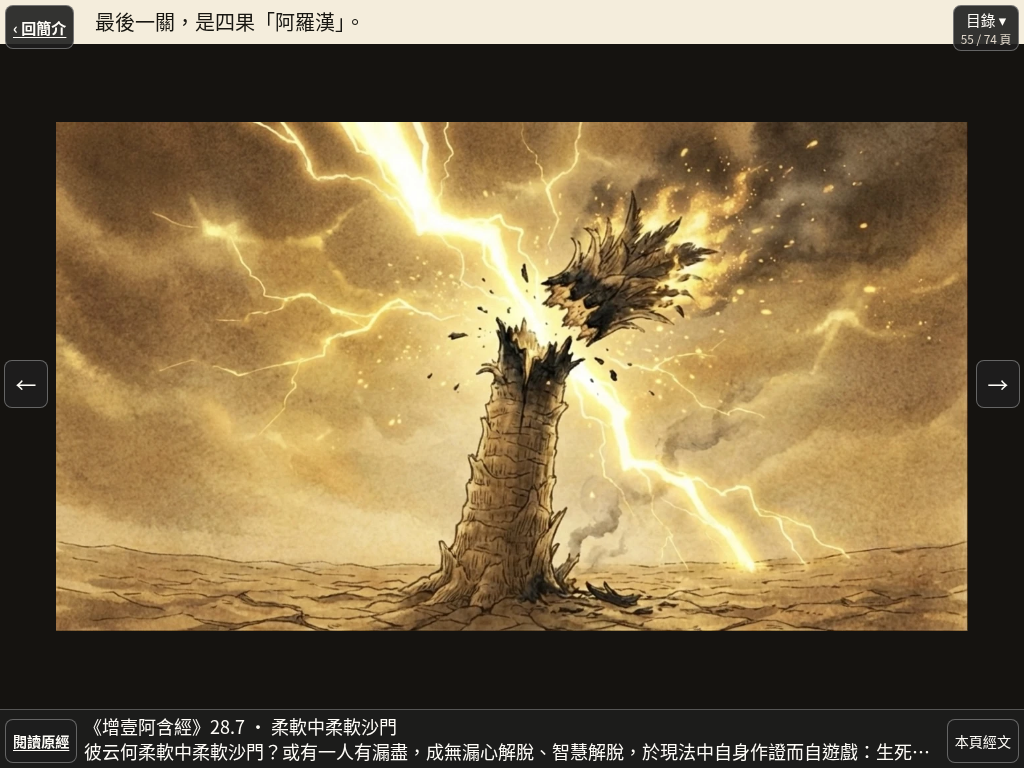 ‹ 回簡介
最後一關，是四果「阿羅漢」。
目錄 ▾
55 / 74 頁
←
→
閱讀原經
《增壹阿含經》28.7 · 柔軟中柔軟沙門
彼云何柔軟中柔軟沙門？或有一人有漏盡，成無漏心解脫、智慧解脫，於現法中自身作證而自遊戲：生死⋯
本頁經文